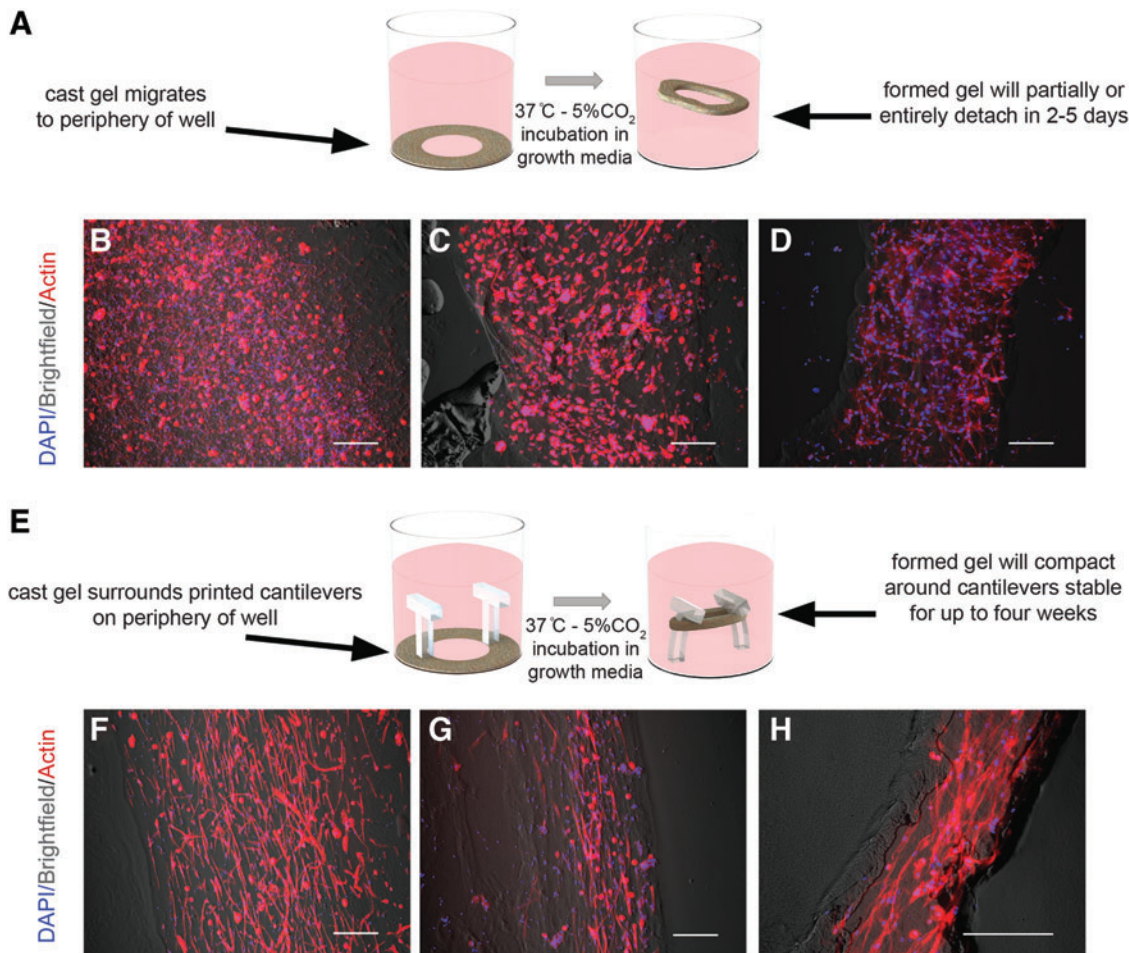 A
cast gel migrates
to periphery of well
37°C - 5%CO2
incubation in
growth media
formed gel will partially or
entirely detach in 2-5 days
DAPI/Brightfield/Actin
B
C
D
E
cast gel surrounds printed cantilevers
on periphery of well
37°C - 5%CO2
incubation in
growth media
formed gel will compact
around cantilevers stable
for up to four weeks
DAPI/Brightfield/Actin
F
G
H